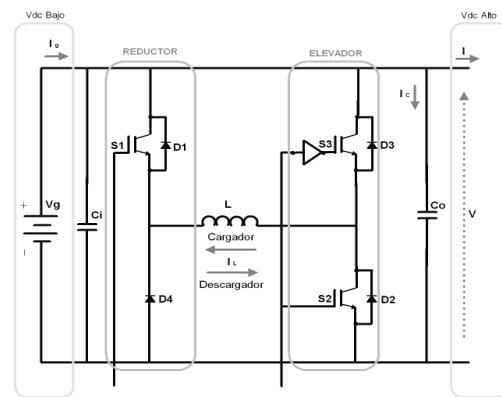 Vdc Bajo
Vdc Alto
I g
REDUCTOR
ELEVADOR
I
I c
S1
D1
S3
D3
L
+
Vg
Ci
Cargador
Co
V
I L
Descargador
-
D4
S2
D2